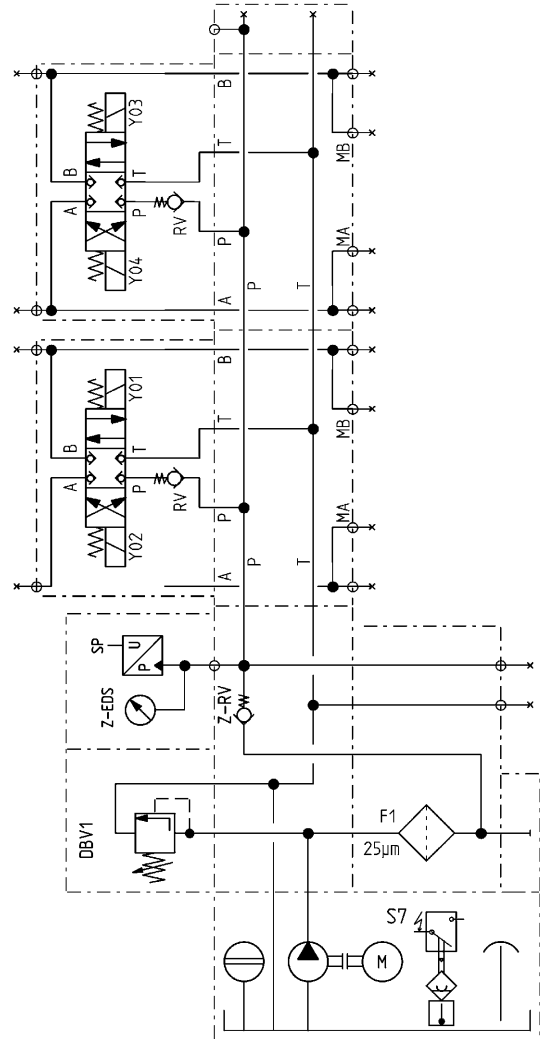 Y03
B
B
T
T
MB
A
P
RV
P
MA
Y04
A
P
T
Y01
B
B
T
T
MB
A
P
RV
P
MA
Y02
A
P
T
SP
U
P
Z-EDS
Z-RV
DBV1
F1
25µm
S7
M